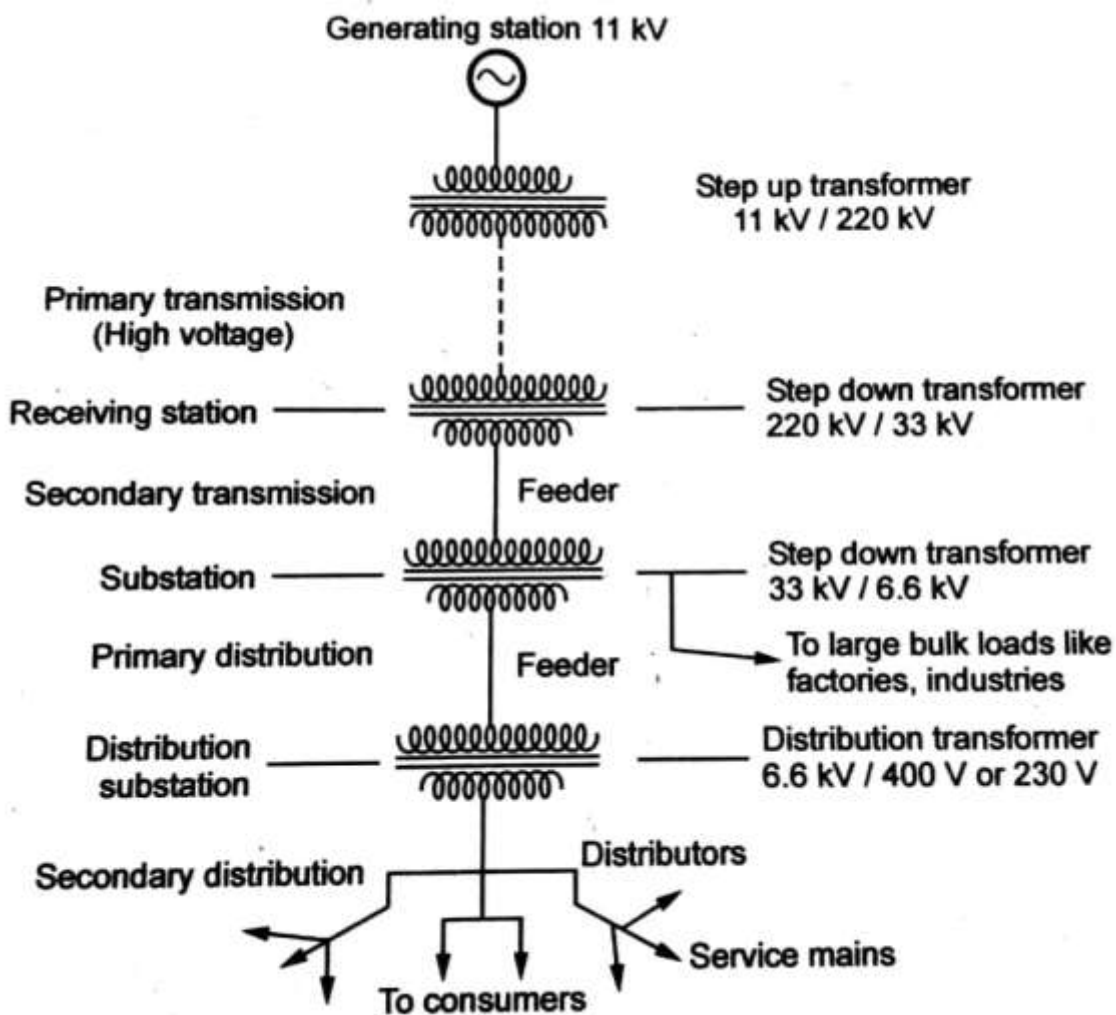 Generating station 11 kV
Step up transformer
11 kV / 220 kV
Primary transmission
(High voltage)
Receiving station
Step down transformer
220 kV / 33 kV
Secondary transmission
Feeder
Substation
Step down transformer
33 kV / 6.6 kV
Primary distribution
Feeder
To large bulk loads like
factories, industries
Distribution
substation
Distribution transformer
6.6 kV / 400 V or 230 V
Secondary distribution
Distributors
Service mains
To consumers